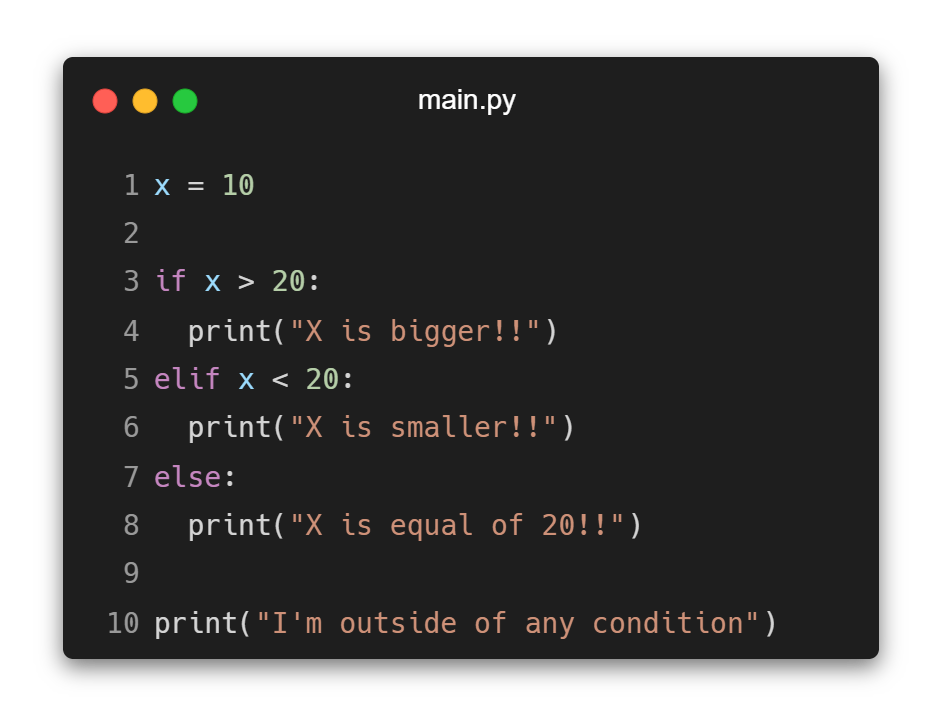 main.py
1 x = 10
2
3 if x > 20:
4   print("X is bigger!!")
5 elif x < 20:
6   print("X is smaller!!")
7 else:
8   print("X is equal of 20!!")
9
10 print("I'm outside of any condition")